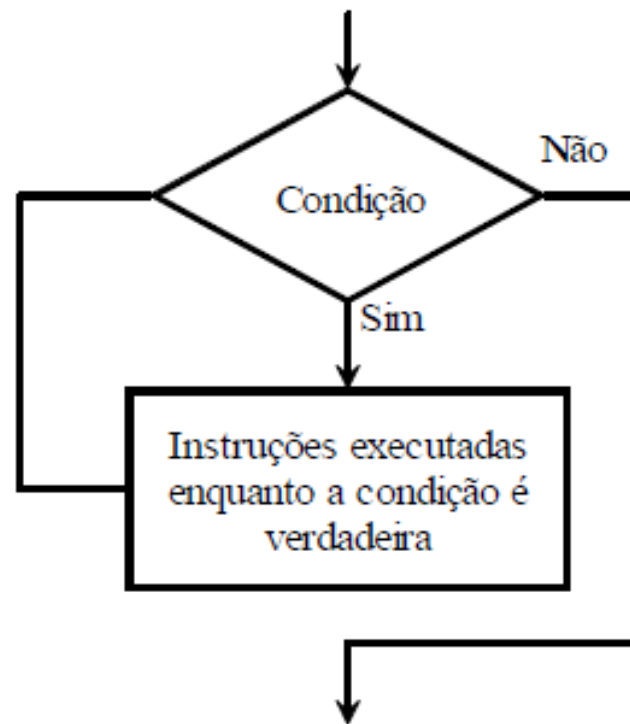 Não
Condição
Sim
Instruções executadas
enquanto a condição é
verdadeira